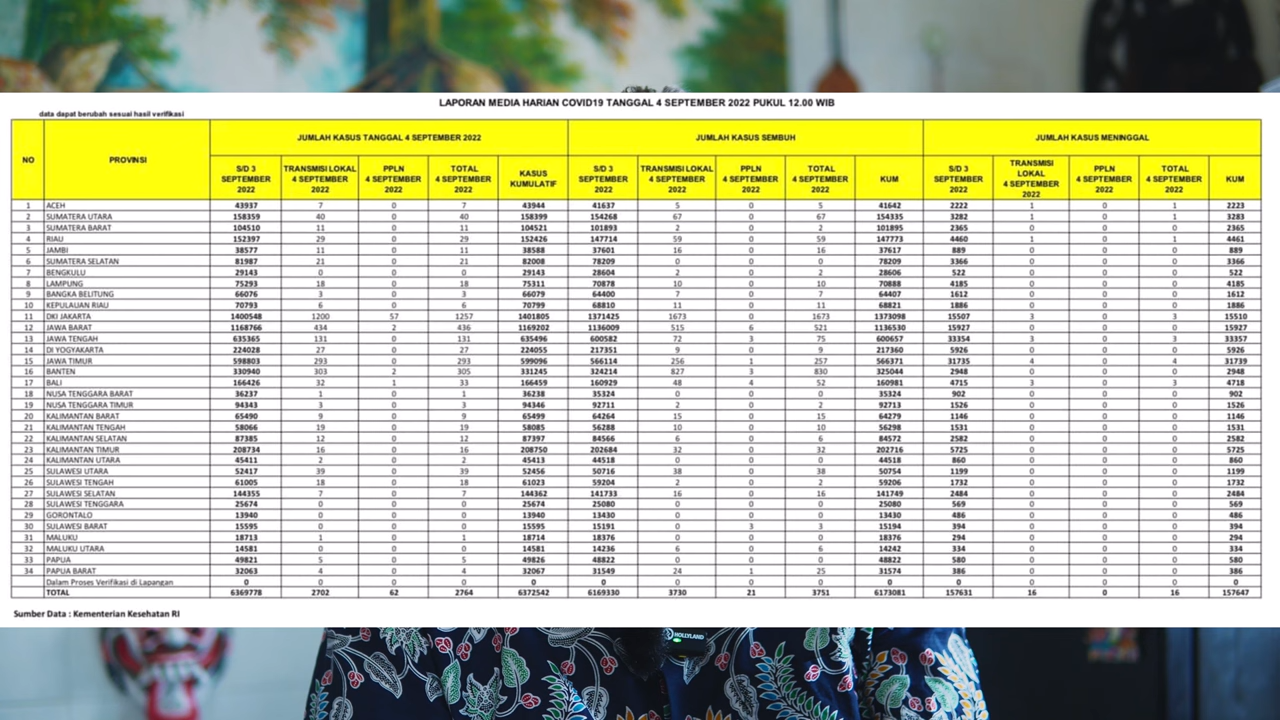 LAPORAN MEDIA HARIAN COVID19 TANGGAL 4 SEPTEMBER 2022 PUKUL 12.00 WIB
data dapat berubah sesuai hasil verifikasi
NO PROVINSI JUMLAH KASUS TANGGAL 4 SEPTEMBER 2022 JUMLAH KASUS SEMBUH JUMLAH KASUS MENINGGAL
S/D 3 SEPTEMBER 2022 TRANSMISI LOKAL 4 SEPTEMBER 2022 PPLN 4 SEPTEMBER 2022 TOTAL 4 SEPTEMBER 2022 KASUS KUMULATIF S/D 3 SEPTEMBER 2022 TRANSMISI LOKAL 4 SEPTEMBER 2022 PPLN 4 SEPTEMBER 2022 TOTAL 4 SEPTEMBER 2022 KUM S/D 3 SEPTEMBER 2022 TRANSMISI LOKAL 4 SEPTEMBER 2022 PPLN 4 SEPTEMBER 2022 TOTAL 4 SEPTEMBER 2022 KUM
1 ACEH 43937 7 0 7 43944 41637 5 0 5 41642 2222 1 0 1 2223
2 SUMATERA UTARA 158359 40 0 40 158399 154268 67 0 67 154335 3282 1 0 1 3283
3 SUMATERA BARAT 104510 11 0 11 104521 101893 2 0 2 101895 2365 0 0 0 2365
4 RIAU 152397 29 0 29 152426 147714 59 0 59 147773 4460 1 0 1 4461
5 JAMBI 38577 11 0 11 38588 37601 16 0 16 37617 889 0 0 0 889
6 SUMATERA SELATAN 81987 21 0 21 82008 78209 0 0 0 78209 3366 0 0 0 3366
7 BENGKULU 29143 0 0 0 29143 28604 2 0 2 28606 522 0 0 0 522
8 LAMPUNG 75293 18 0 18 75311 70878 10 0 10 70888 4185 0 0 0 4185
9 BANGKA BELITUNG 66076 3 0 3 66079 64400 7 0 7 64407 1612 0 0 0 1612
10 KEPULAUAN RIAU 70793 6 0 6 70799 68810 11 0 11 68821 1886 0 0 0 1886
11 DKI JAKARTA 1400548 1200 57 1257 1401805 1371425 1673 0 1673 1373098 15507 3 0 3 15510
12 JAWA BARAT 1168766 434 2 436 1169202 1136009 515 6 521 1136530 15927 0 0 0 15927
13 JAWA TENGAH 635365 131 0 131 635496 600582 72 3 75 600657 33354 3 0 3 33357
14 DI YOGYAKARTA 224028 27 0 27 224055 217351 9 0 9 217360 5926 0 0 0 5926
15 JAWA TIMUR 598803 293 0 293 599096 566114 256 1 257 566371 31735 4 0 4 31739
16 BANTEN 330940 303 2 305 331245 324214 827 3 830 325044 2948 0 0 0 2948
17 BALI 166426 32 1 33 166459 160929 48 4 52 160981 4715 3 0 3 4718
18 NUSA TENGGARA BARAT 36237 1 0 1 36238 35324 0 0 0 35324 902 0 0 0 902
19 NUSA TENGGARA TIMUR 94343 3 0 3 94346 92711 2 0 2 92713 1526 0 0 0 1526
20 KALIMANTAN BARAT 65490 9 0 9 65499 64264 15 0 15 64279 1146 0 0 0 1146
21 KALIMANTAN TENGAH 58066 19 0 19 58085 56288 10 0 10 56298 1531 0 0 0 1531
22 KALIMANTAN SELATAN 87385 12 0 12 87397 84566 6 0 6 84572 2582 0 0 0 2582
23 KALIMANTAN TIMUR 208734 16 0 16 208750 202684 32 0 32 202716 5725 0 0 0 5725
24 KALIMANTAN UTARA 45411 2 0 2 45413 44518 0 0 0 44518 860 0 0 0 860
25 SULAWESI UTARA 52417 39 0 39 52456 50716 38 0 38 50754 1199 0 0 0 1199
26 SULAWESI TENGAH 61005 18 0 18 61023 59204 2 0 2 59206 1732 0 0 0 1732
27 SULAWESI SELATAN 144355 7 0 7 144362 141733 16 0 16 141749 2484 0 0 0 2484
28 SULAWESI TENGGARA 25674 0 0 0 25674 25080 0 0 0 25080 569 0 0 0 569
29 GORONTALO 13940 0 0 0 13940 13430 0 0 0 13430 486 0 0 0 486
30 SULAWESI BARAT 15595 0 0 0 15595 15191 0 3 3 15194 394 0 0 0 394
31 MALUKU 18713 1 0 1 18714 18376 0 0 0 18376 294 0 0 0 294
32 MALUKU UTARA 14581 0 0 0 14581 14236 6 0 6 14242 334 0 0 0 334
33 PAPUA 49821 5 0 5 49826 48822 0 0 0 48822 580 0 0 0 580
34 PAPUA BARAT 32063 4 0 4 32067 31549 24 1 25 31574 386 0 0 0 386
Dalam Proses Verifikasi di Lapangan 0 0 0 0 0 0 0 0 0 0 0 0 0 0 0
TOTAL 6369778 2702 62 2764 6372542 6169330 3730 21 3751 6173081 157631 16 0 16 157647
Sumber Data : Kementerian Kesehatan RI
HOLLYLAND